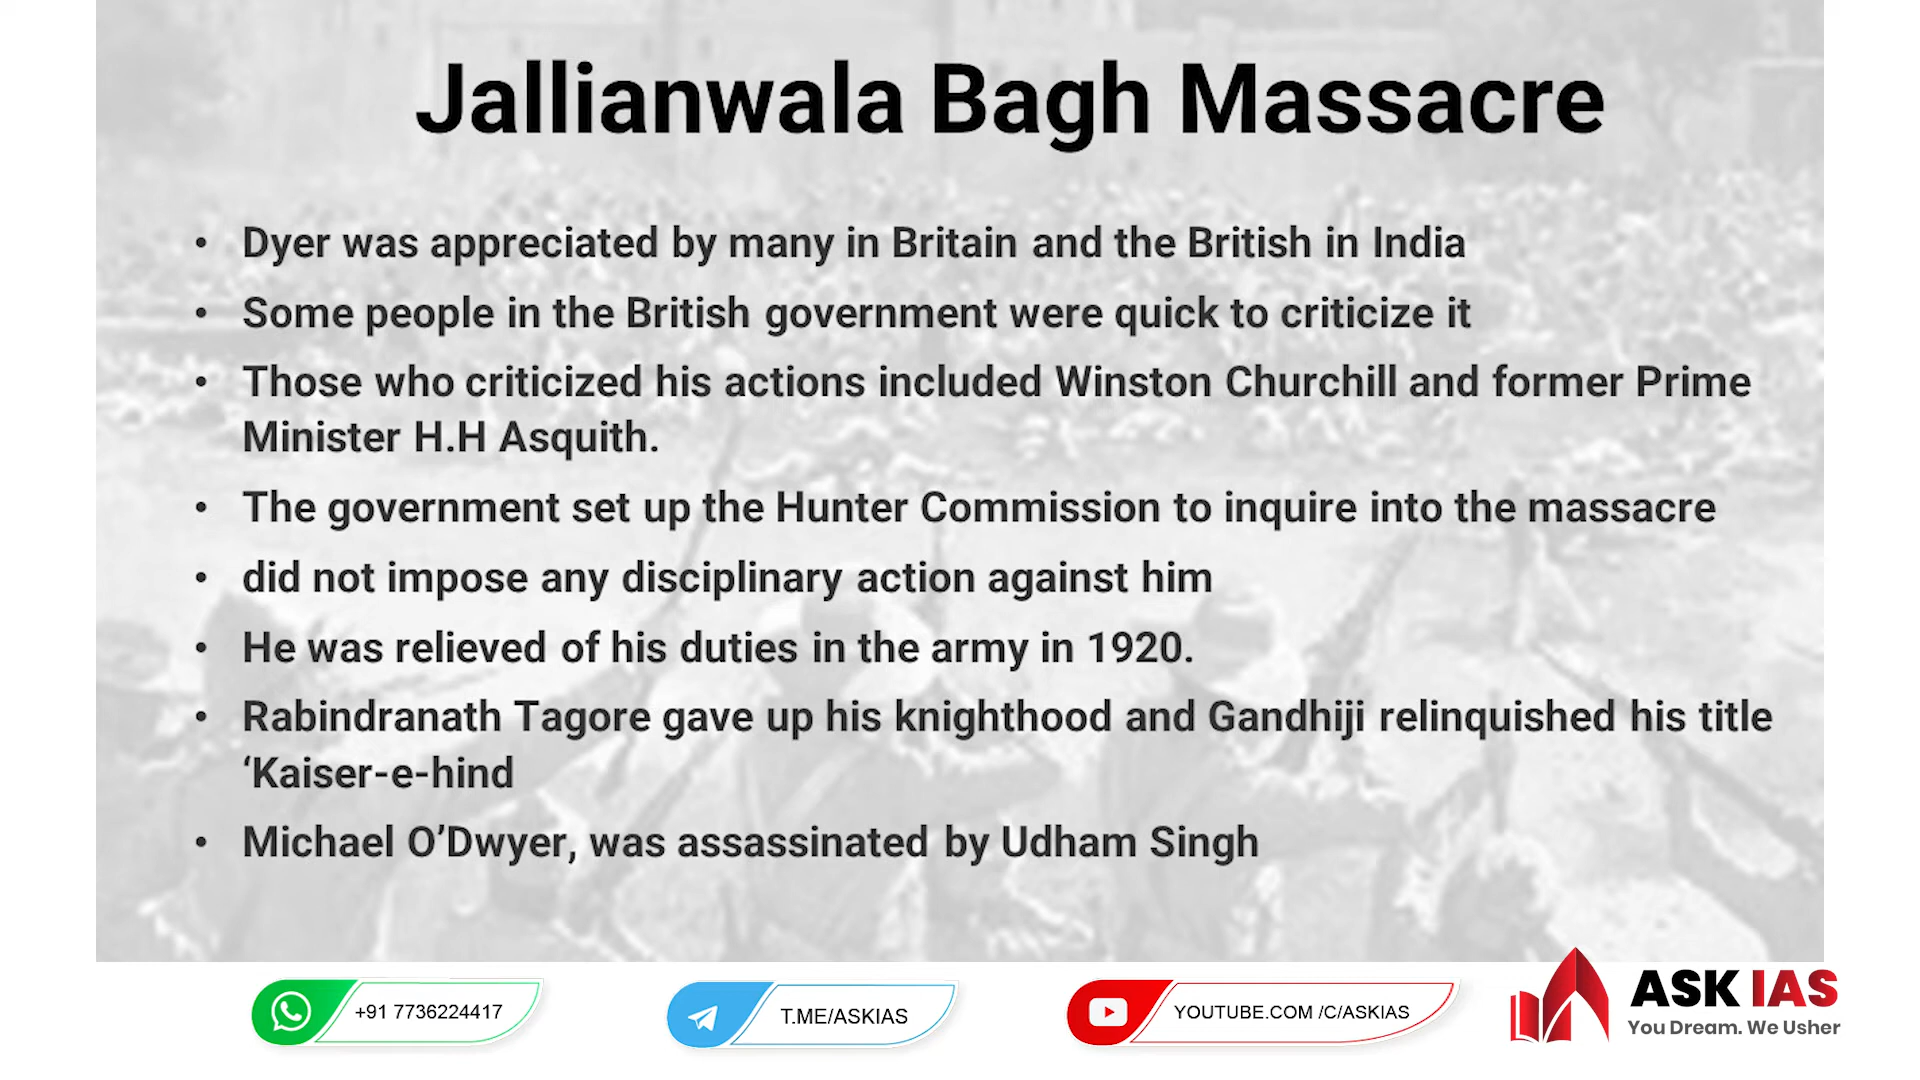 Jallianwala Bagh Massacre
• Dyer was appreciated by many in Britain and the British in India
• Some people in the British government were quick to criticize it
• Those who criticized his actions included Winston Churchill and former Prime
Minister H.H Asquith.
• The government set up the Hunter Commission to inquire into the massacre
• did not impose any disciplinary action against him
• He was relieved of his duties in the army in 1920.
• Rabindranath Tagore gave up his knighthood and Gandhiji relinquished his title
‘Kaiser-e-hind
• Michael O’Dwyer, was assassinated by Udham Singh
+91 7736224417
T.ME/ASKIAS
YOUTUBE.COM /C/ASKIAS
ASK IAS
You Dream. We Usher